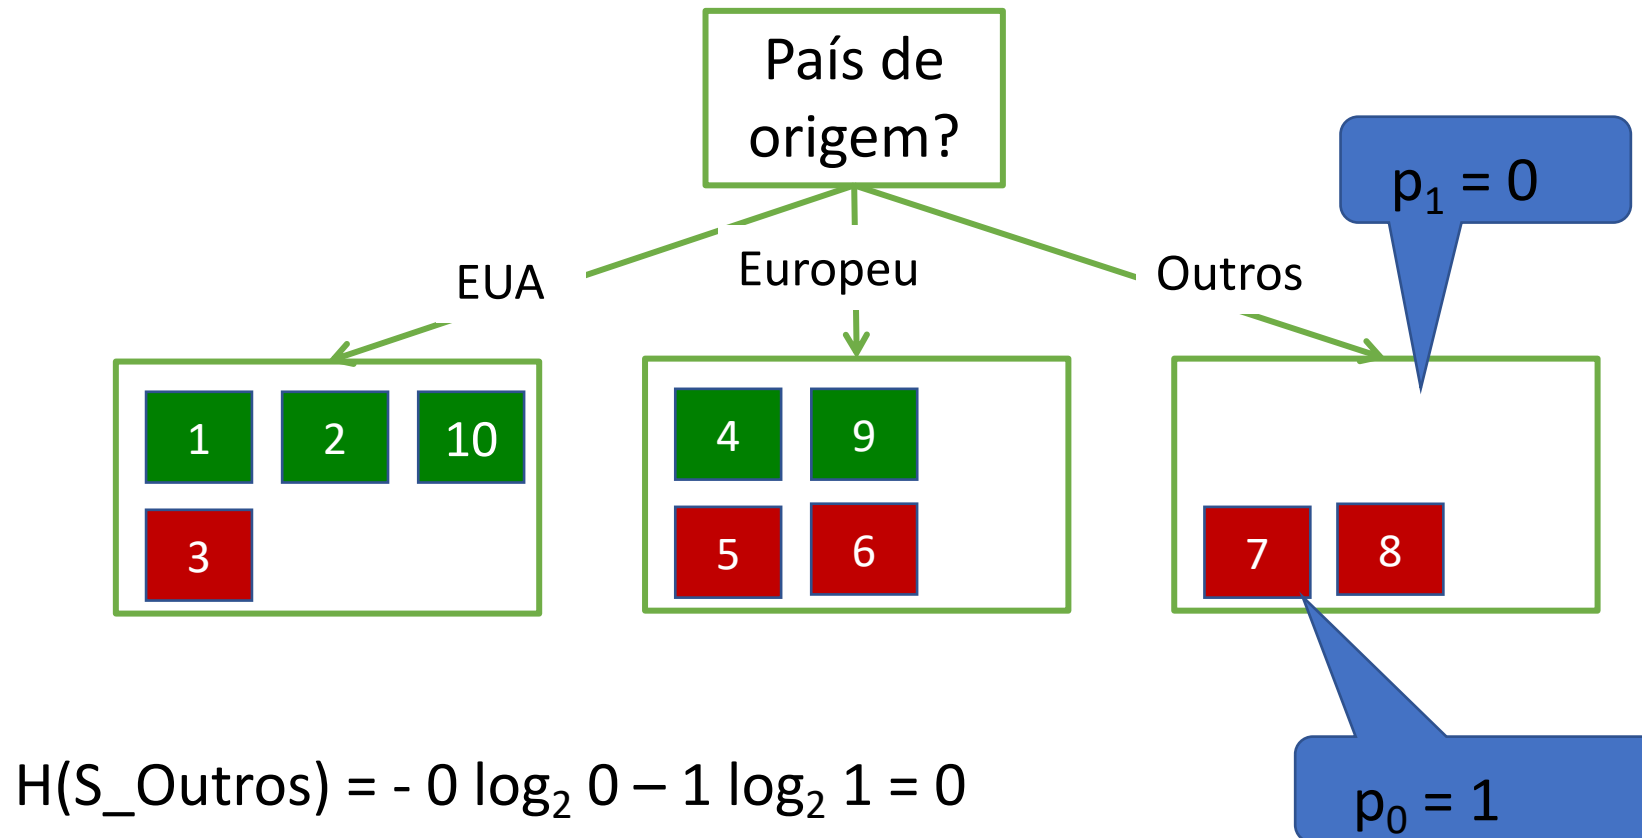 País de
origem?
p₁ = 0
EUA
Europeu
Outros
1 2 10
3
4 9
5 6
7 8
H(S_Outros) = - 0 log₂ 0 – 1 log₂ 1 = 0
p₀ = 1